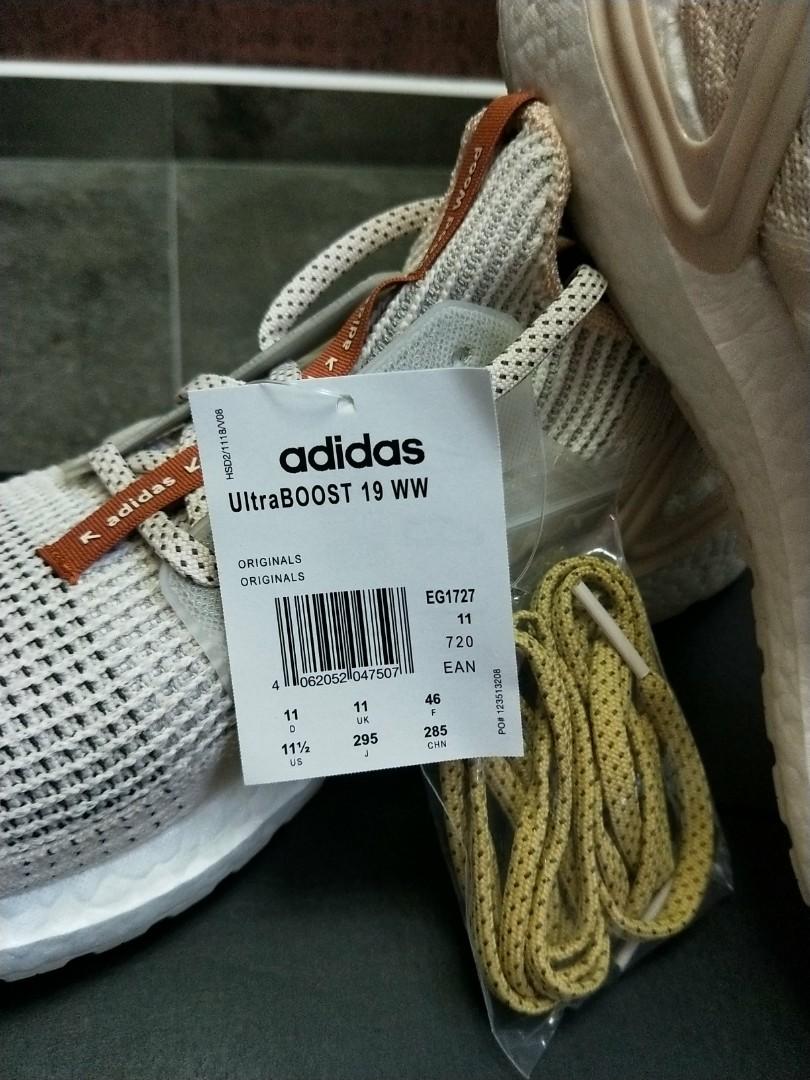 HSD2/1118/V08
adidas
UltraBOOST 19 WW
ORIGINALS
ORIGINALS
EG1727
11
720
EAN
4 062052 047507
11 11 46
D UK F
11½ 295 285
US J CHN
PO# 123513208
adidas
adidas
Wood